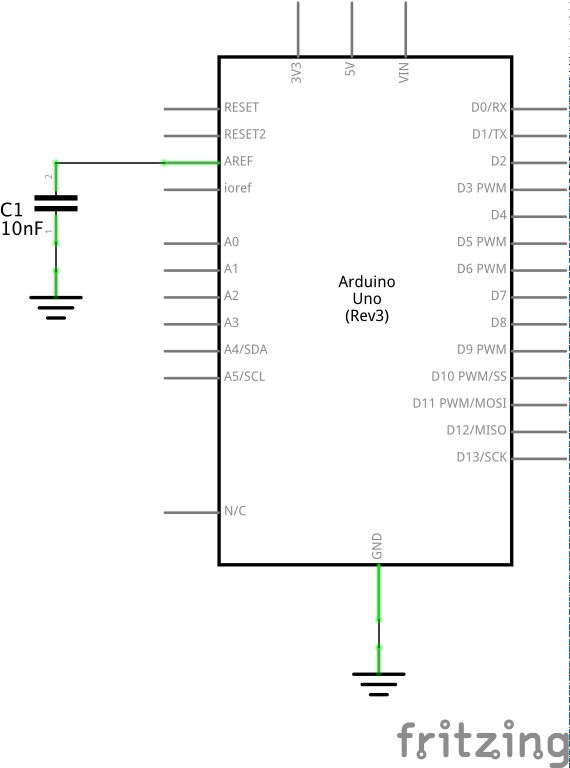 3V3
5V
VIN
RESET
RESET2
AREF
ioref
A0
A1
A2
A3
A4/SDA
A5/SCL
N/C
2
C1
10nF
1
Arduino
Uno
(Rev3)
D0/RX
D1/TX
D2
D3 PWM
D4
D5 PWM
D6 PWM
D7
D8
D9 PWM
D10 PWM/SS
D11 PWM/MOSI
D12/MISO
D13/SCK
GND
fritzing